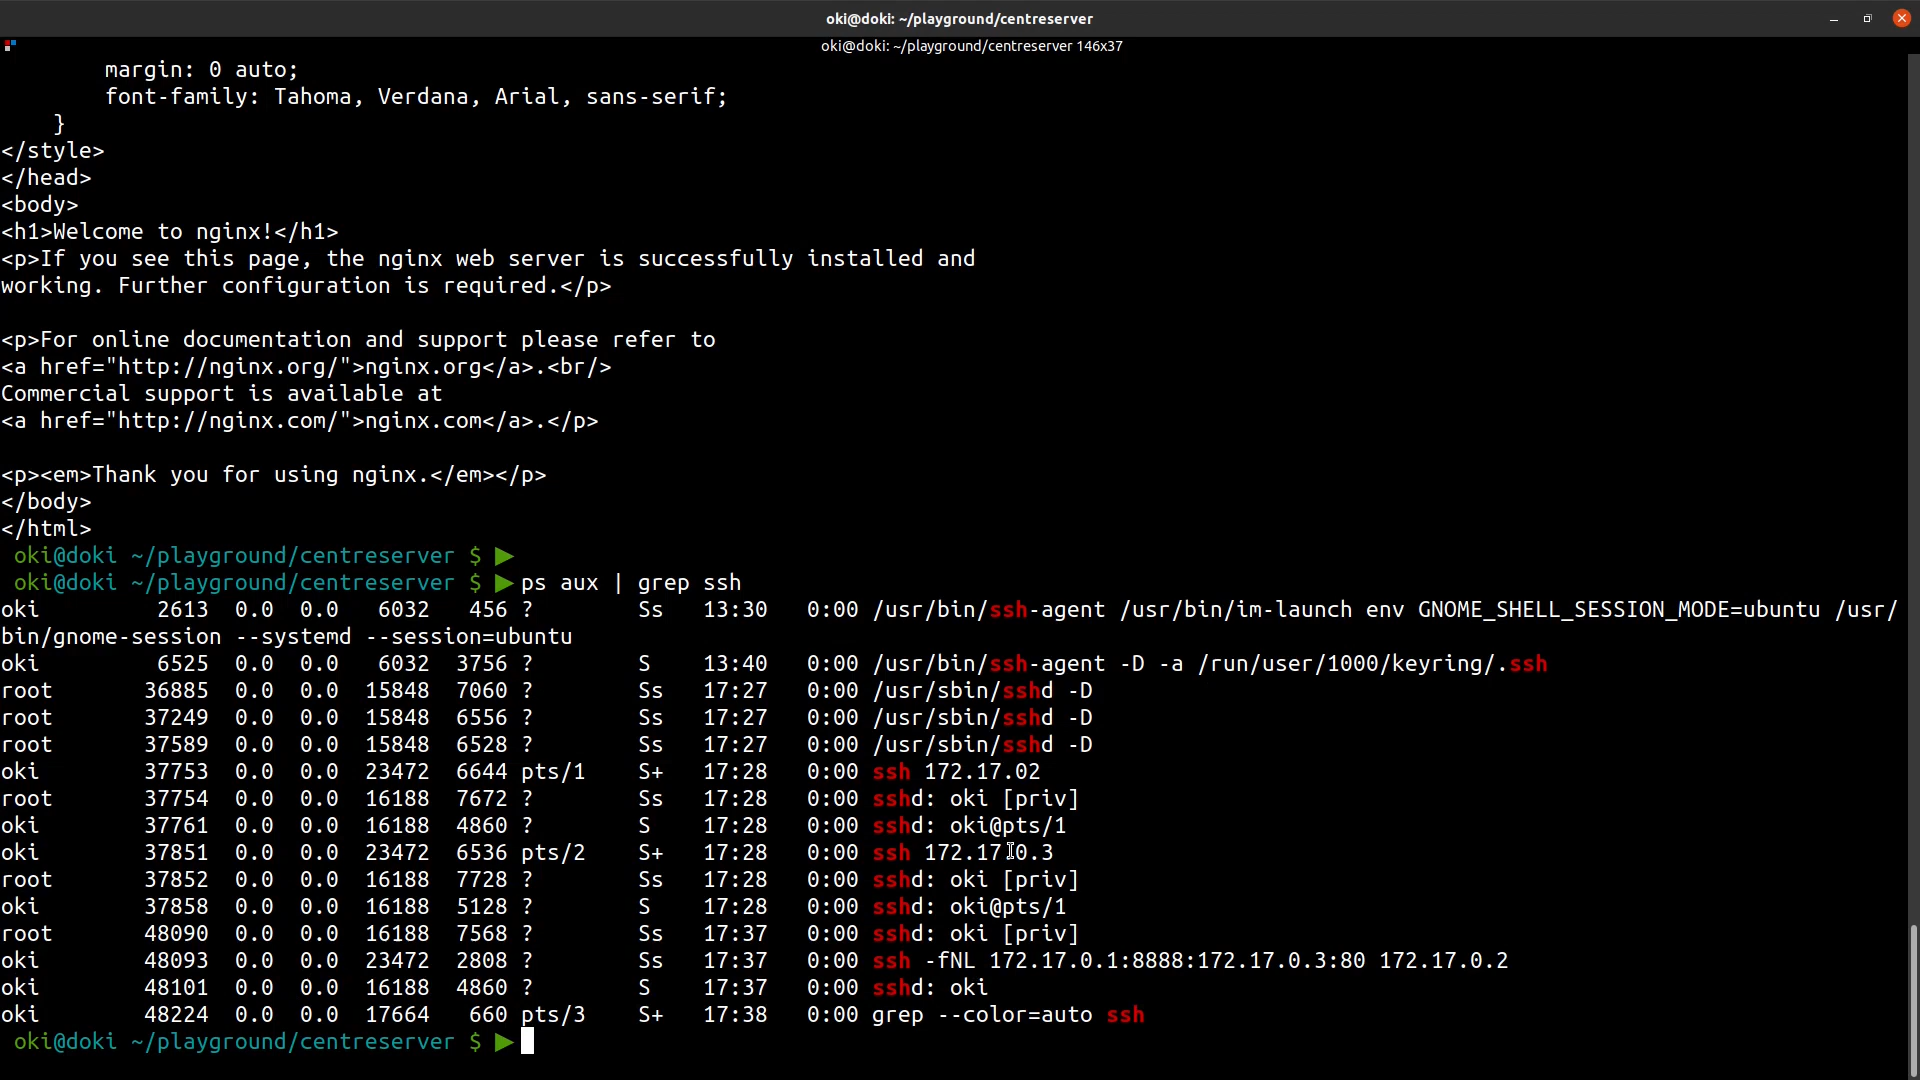 oki@doki: ~/playground/centreserver
oki@doki: ~/playground/centreserver 146x37
        margin: 0 auto;
        font-family: Tahoma, Verdana, Arial, sans-serif;
    }
</style>
</head>
<body>
<h1>Welcome to nginx!</h1>
<p>If you see this page, the nginx web server is successfully installed and
working. Further configuration is required.</p>

<p>For online documentation and support please refer to
<a href="http://nginx.org/">nginx.org</a>.<br/>
Commercial support is available at
<a href="http://nginx.com/">nginx.com</a>.</p>

<p><em>Thank you for using nginx.</em></p>
</body>
</html>
 oki@doki ~/playground/centreserver $ ▶
 oki@doki ~/playground/centreserver $ ▶ps aux | grep ssh
oki         2613  0.0  0.0   6032   456 ?        Ss   13:30   0:00 /usr/bin/ssh-agent /usr/bin/im-launch env GNOME_SHELL_SESSION_MODE=ubuntu /usr/
bin/gnome-session --systemd --session=ubuntu
oki         6525  0.0  0.0   6032  3756 ?        S    13:40   0:00 /usr/bin/ssh-agent -D -a /run/user/1000/keyring/.ssh
root       36885  0.0  0.0  15848  7060 ?        Ss   17:27   0:00 /usr/sbin/sshd -D
root       37249  0.0  0.0  15848  6556 ?        Ss   17:27   0:00 /usr/sbin/sshd -D
root       37589  0.0  0.0  15848  6528 ?        Ss   17:27   0:00 /usr/sbin/sshd -D
oki        37753  0.0  0.0  23472  6644 pts/1    S+   17:28   0:00 ssh 172.17.02
root       37754  0.0  0.0  16188  7672 ?        Ss   17:28   0:00 sshd: oki [priv]
oki        37761  0.0  0.0  16188  4860 ?        S    17:28   0:00 sshd: oki@pts/1
oki        37851  0.0  0.0  23472  6536 pts/2    S+   17:28   0:00 ssh 172.17.0.3
root       37852  0.0  0.0  16188  7728 ?        Ss   17:28   0:00 sshd: oki [priv]
oki        37858  0.0  0.0  16188  5128 ?        S    17:28   0:00 sshd: oki@pts/1
root       48090  0.0  0.0  16188  7568 ?        Ss   17:37   0:00 sshd: oki [priv]
oki        48093  0.0  0.0  23472  2808 ?        Ss   17:37   0:00 ssh -fNL 172.17.0.1:8888:172.17.0.3:80 172.17.0.2
oki        48101  0.0  0.0  16188  4860 ?        S    17:37   0:00 sshd: oki
oki        48224  0.0  0.0  17664   660 pts/3    S+   17:38   0:00 grep --color=auto ssh
 oki@doki ~/playground/centreserver $ ▶